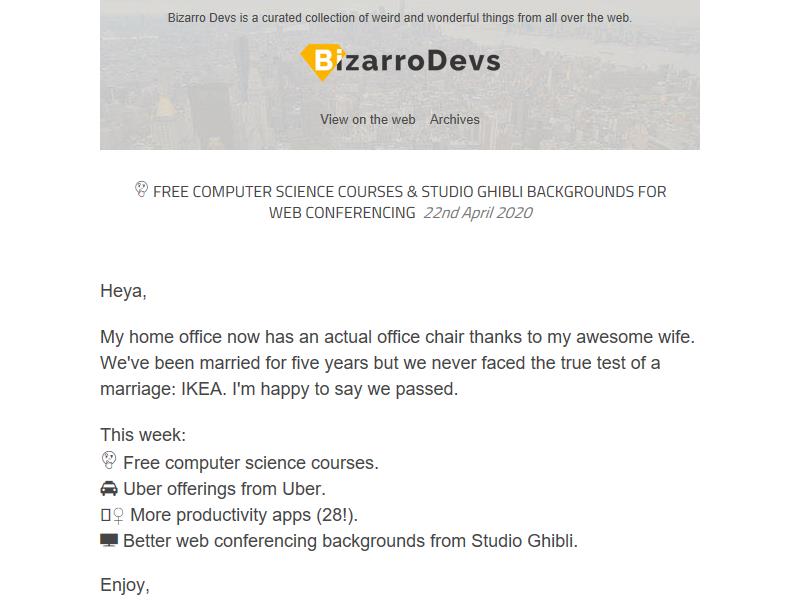 Bizarro Devs is a curated collection of weird and wonderful things from all over the web.
BizarroDevs
View on the web Archives
FREE COMPUTER SCIENCE COURSES & STUDIO GHIBLI BACKGROUNDS FOR
WEB CONFERENCING 22nd April 2020
Heya,
My home office now has an actual office chair thanks to my awesome wife.
We've been married for five years but we never faced the true test of a
marriage: IKEA. I'm happy to say we passed.
This week:
Free computer science courses.
Uber offerings from Uber.
More productivity apps (28!).
Better web conferencing backgrounds from Studio Ghibli.
Enjoy,